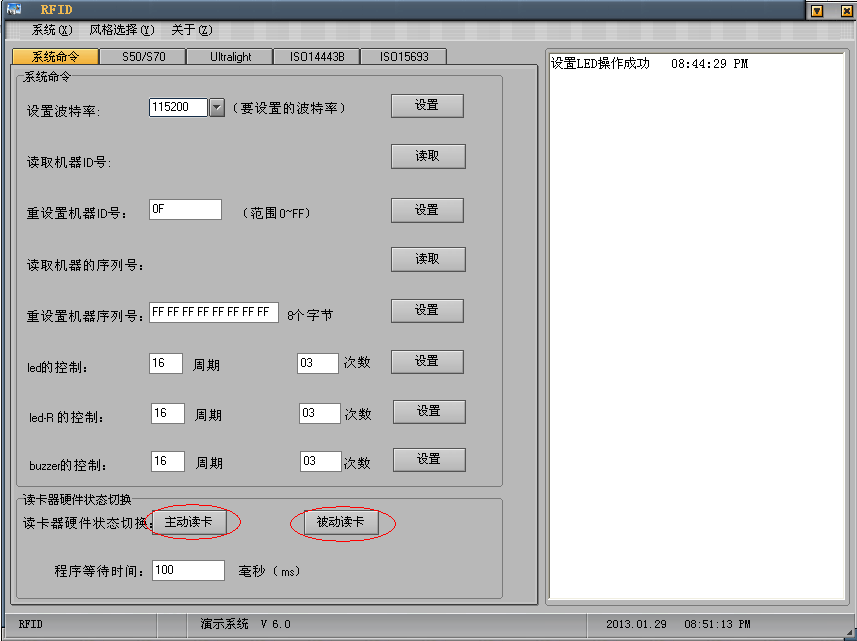 RFID
系统(X) 风格选择(Y) 关于(Z)
系统命令 S50/S70 Ultralight ISO14443B ISO15693
系统命令
设置波特率: 115200 (要设置的波特率) 设置
读取机器ID号: 读取
重设置机器ID号: 0F (范围0~FF) 设置
读取机器的序列号: 读取
重设置机器序列号: FF FF FF FF FF FF FF FF 8个字节 设置
led的控制: 16 周期 03 次数 设置
led-R 的控制: 16 周期 03 次数 设置
buzzer的控制: 16 周期 03 次数 设置
读卡器硬件状态切换
读卡器硬件状态切换: 主动读卡 被动读卡
程序等待时间: 100 毫秒(ms)
设置LED操作成功 08:44:29 PM
RFID 演示系统 V 6.0 2013.01.29 08:51:13 PM